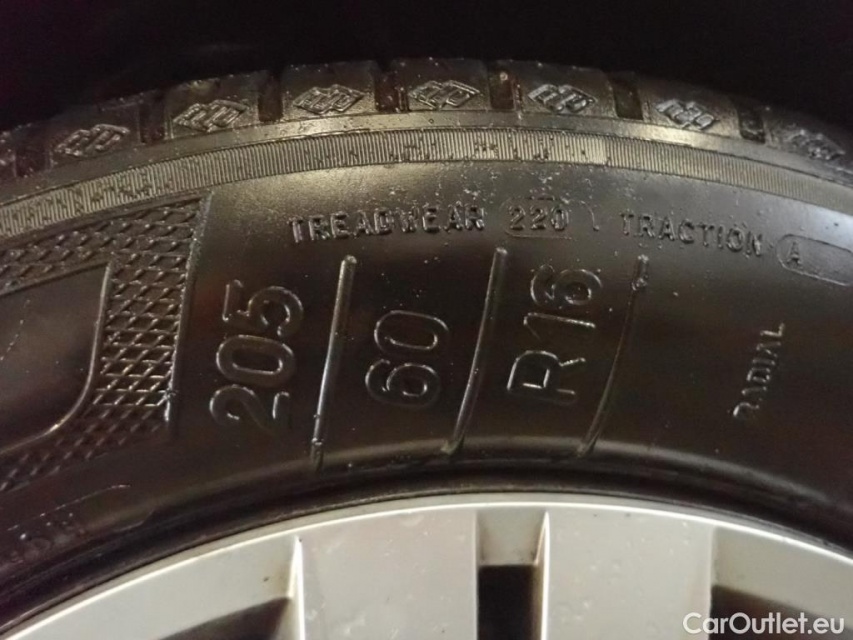 TREADWEAR 220 TRACTION A
205 60 R16
RADIAL
CarOutlet.eu